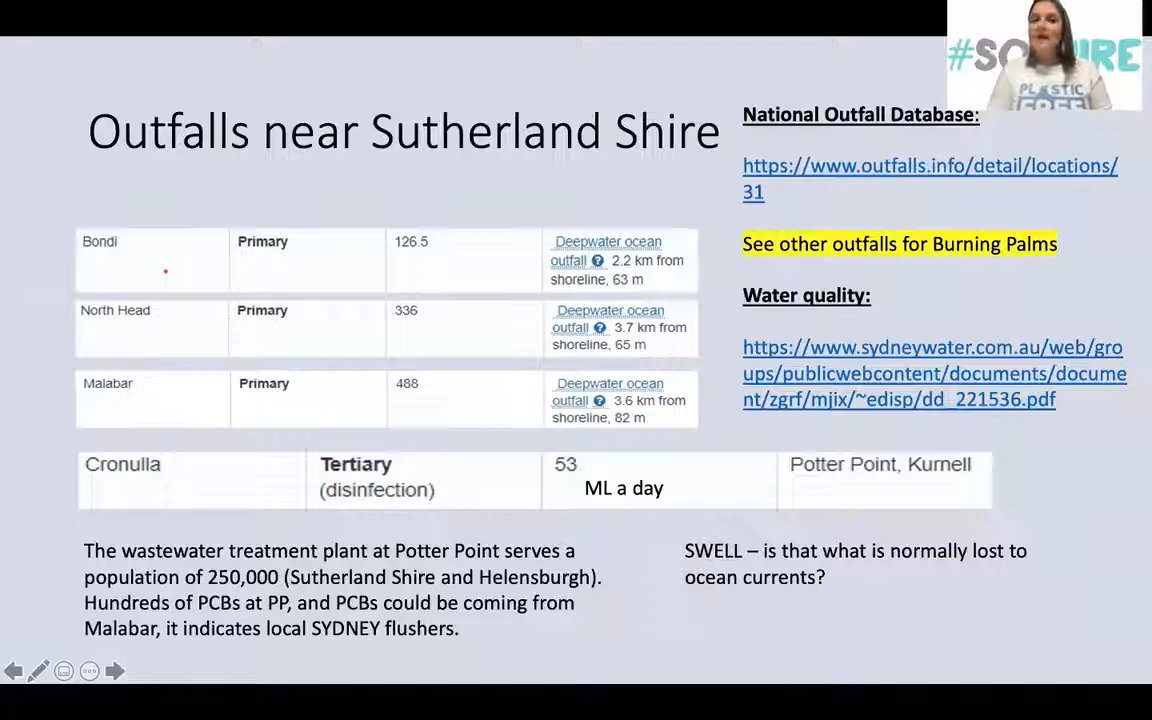 #SO IRE
PLASTIC
FREE
Outfalls near Sutherland Shire
National Outfall Database:
https://www.outfalls.info/detail/locations/
31
See other outfalls for Burning Palms
Water quality:
https://www.sydneywater.com.au/web/gro
ups/publicwebcontent/documents/docume
nt/zgrf/mjix/~edisp/dd_221536.pdf
Bondi Primary 126.5 Deepwater ocean
outfall ? 2.2 km from
shoreline, 63 m
North Head Primary 336 Deepwater ocean
outfall ? 3.7 km from
shoreline, 65 m
Malabar Primary 488 Deepwater ocean
outfall ? 3.6 km from
shoreline, 82 m
Cronulla Tertiary 53 Potter Point, Kurnell
(disinfection) ML a day
The wastewater treatment plant at Potter Point serves a
population of 250,000 (Sutherland Shire and Helensburgh).
Hundreds of PCBs at PP, and PCBs could be coming from
Malabar, it indicates local SYDNEY flushers.
SWELL – is that what is normally lost to
ocean currents?